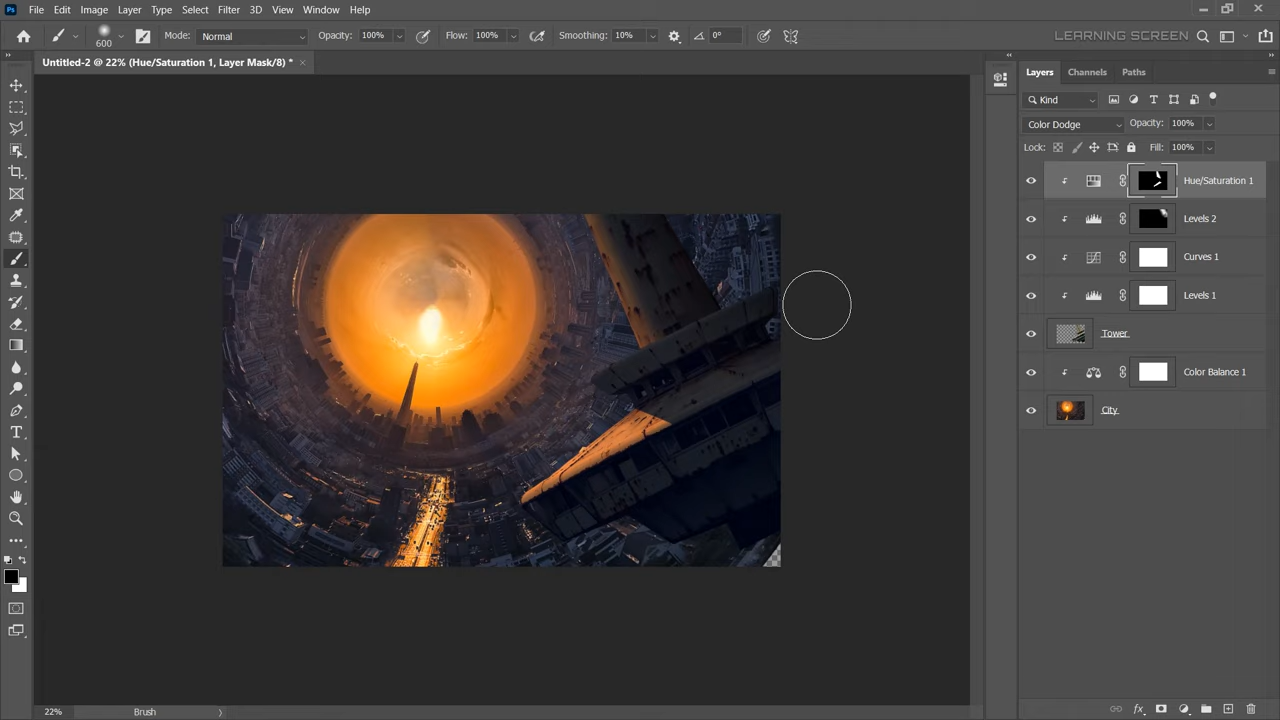 Ps File Edit Image Layer Type Select Filter 3D View Window Help
600 Mode: Normal Opacity: 100% Flow: 100% Smoothing: 10% 0° LEARNING SCREEN
Untitled-2 @ 22% (Hue/Saturation 1, Layer Mask/8) *
Layers Channels Paths
Kind
Color Dodge Opacity: 100%
Lock: Fill: 100%
Hue/Saturation 1
Levels 2
Curves 1
Levels 1
Tower
Color Balance 1
City
22% Brush